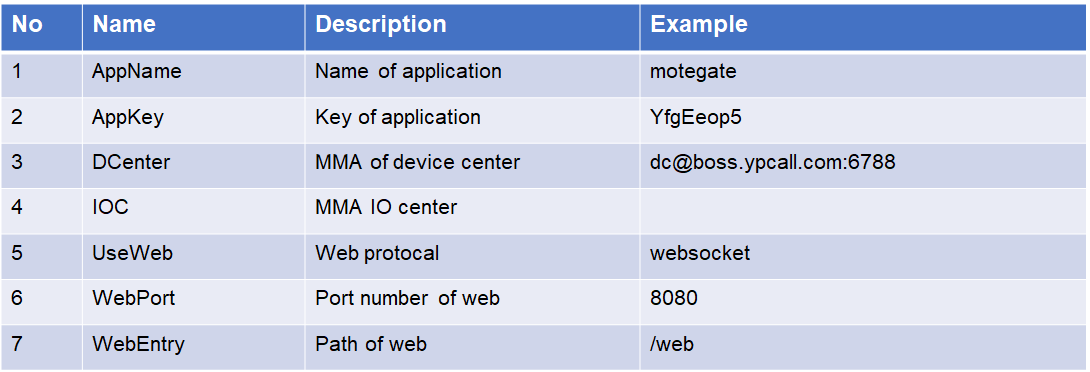 No Name Description Example
1 AppName Name of application motegate
2 AppKey Key of application YfgEeop5
3 DCenter MMA of device center dc@boss.ypcall.com:6788
4 IOC MMA IO center
5 UseWeb Web protocal websocket
6 WebPort Port number of web 8080
7 WebEntry Path of web /web